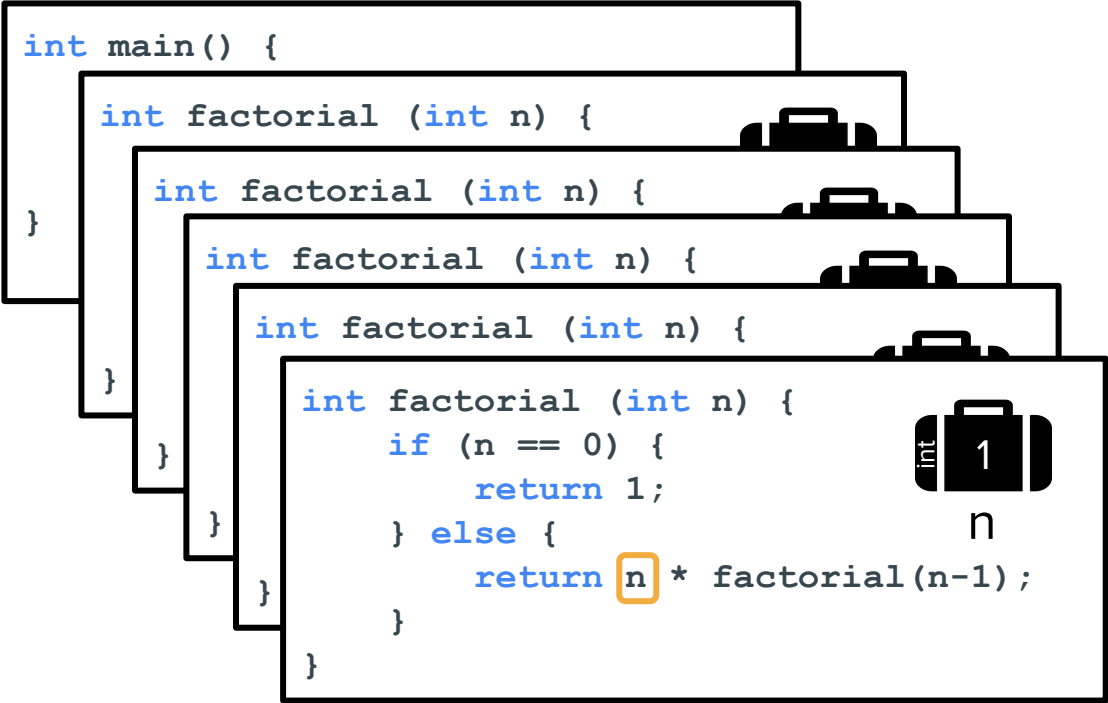 int main() {
int factorial (int n) {
int factorial (int n) {
}
int factorial (int n) {
int factorial (int n) {
}
int factorial (int n) {
if (n == 0) {
int 1
}
return 1;
n
}
} else {
return n * factorial(n-1);
}
}
}